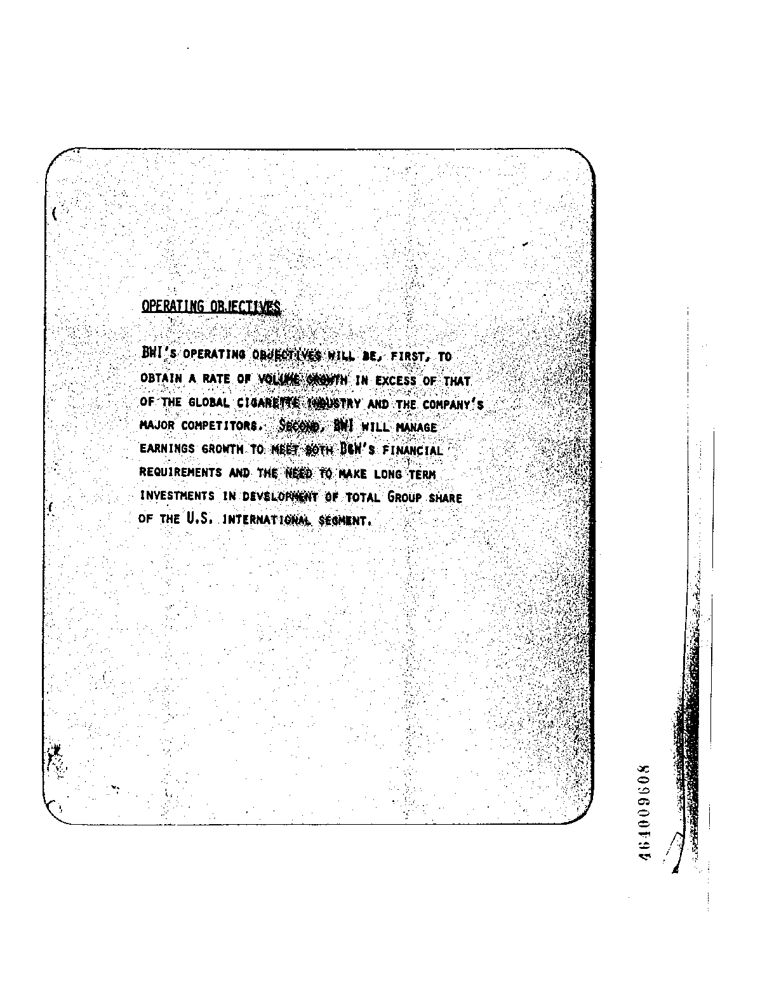 OPERATING OBJECTIVES
BWI'S OPERATING OBJECTIVES WILL BE, FIRST, TO
OBTAIN A RATE OF VOLUME GROWTH IN EXCESS OF THAT
OF THE GLOBAL CIGARETTE INDUSTRY AND THE COMPANY'S
MAJOR COMPETITORS. SECOND, BWI WILL MANAGE
EARNINGS GROWTH TO MEET BOTH B&W'S FINANCIAL
REQUIREMENTS AND THE NEED TO MAKE LONG TERM
INVESTMENTS IN DEVELOPMENT OF TOTAL GROUP SHARE
OF THE U.S. INTERNATIONAL SEGMENT.
464009608